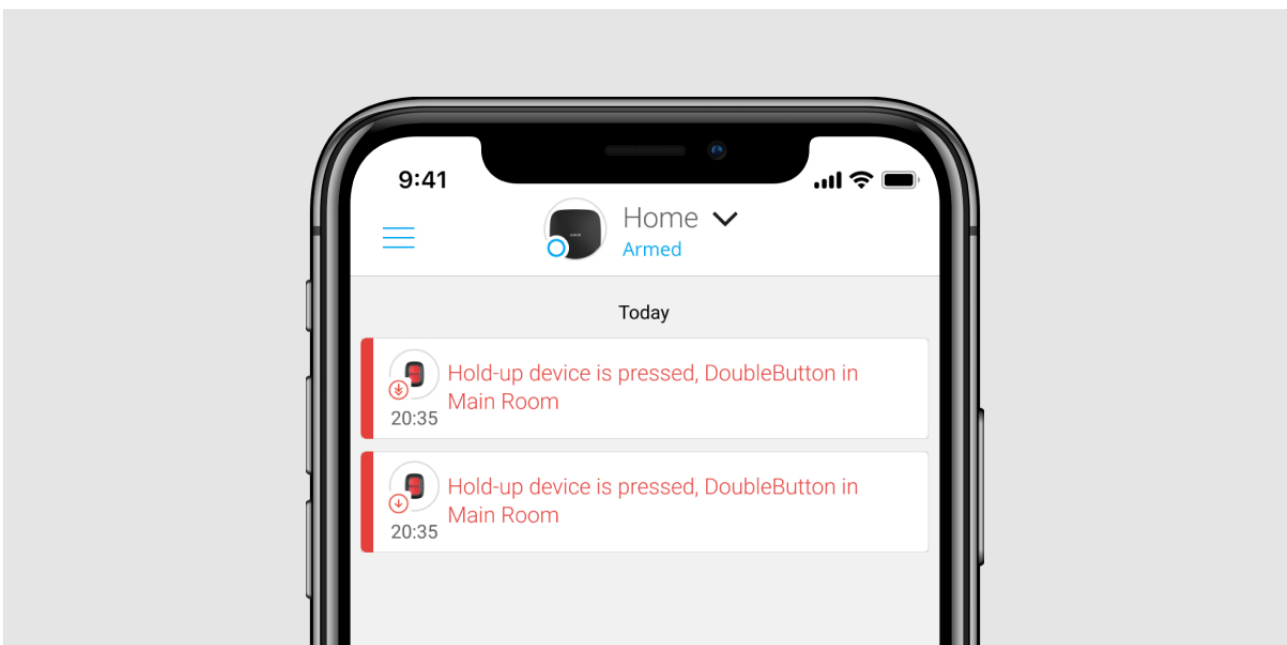 9:41
Home
Armed
Today
Hold-up device is pressed, DoubleButton in
Main Room
20:35
Hold-up device is pressed, DoubleButton in
Main Room
20:35